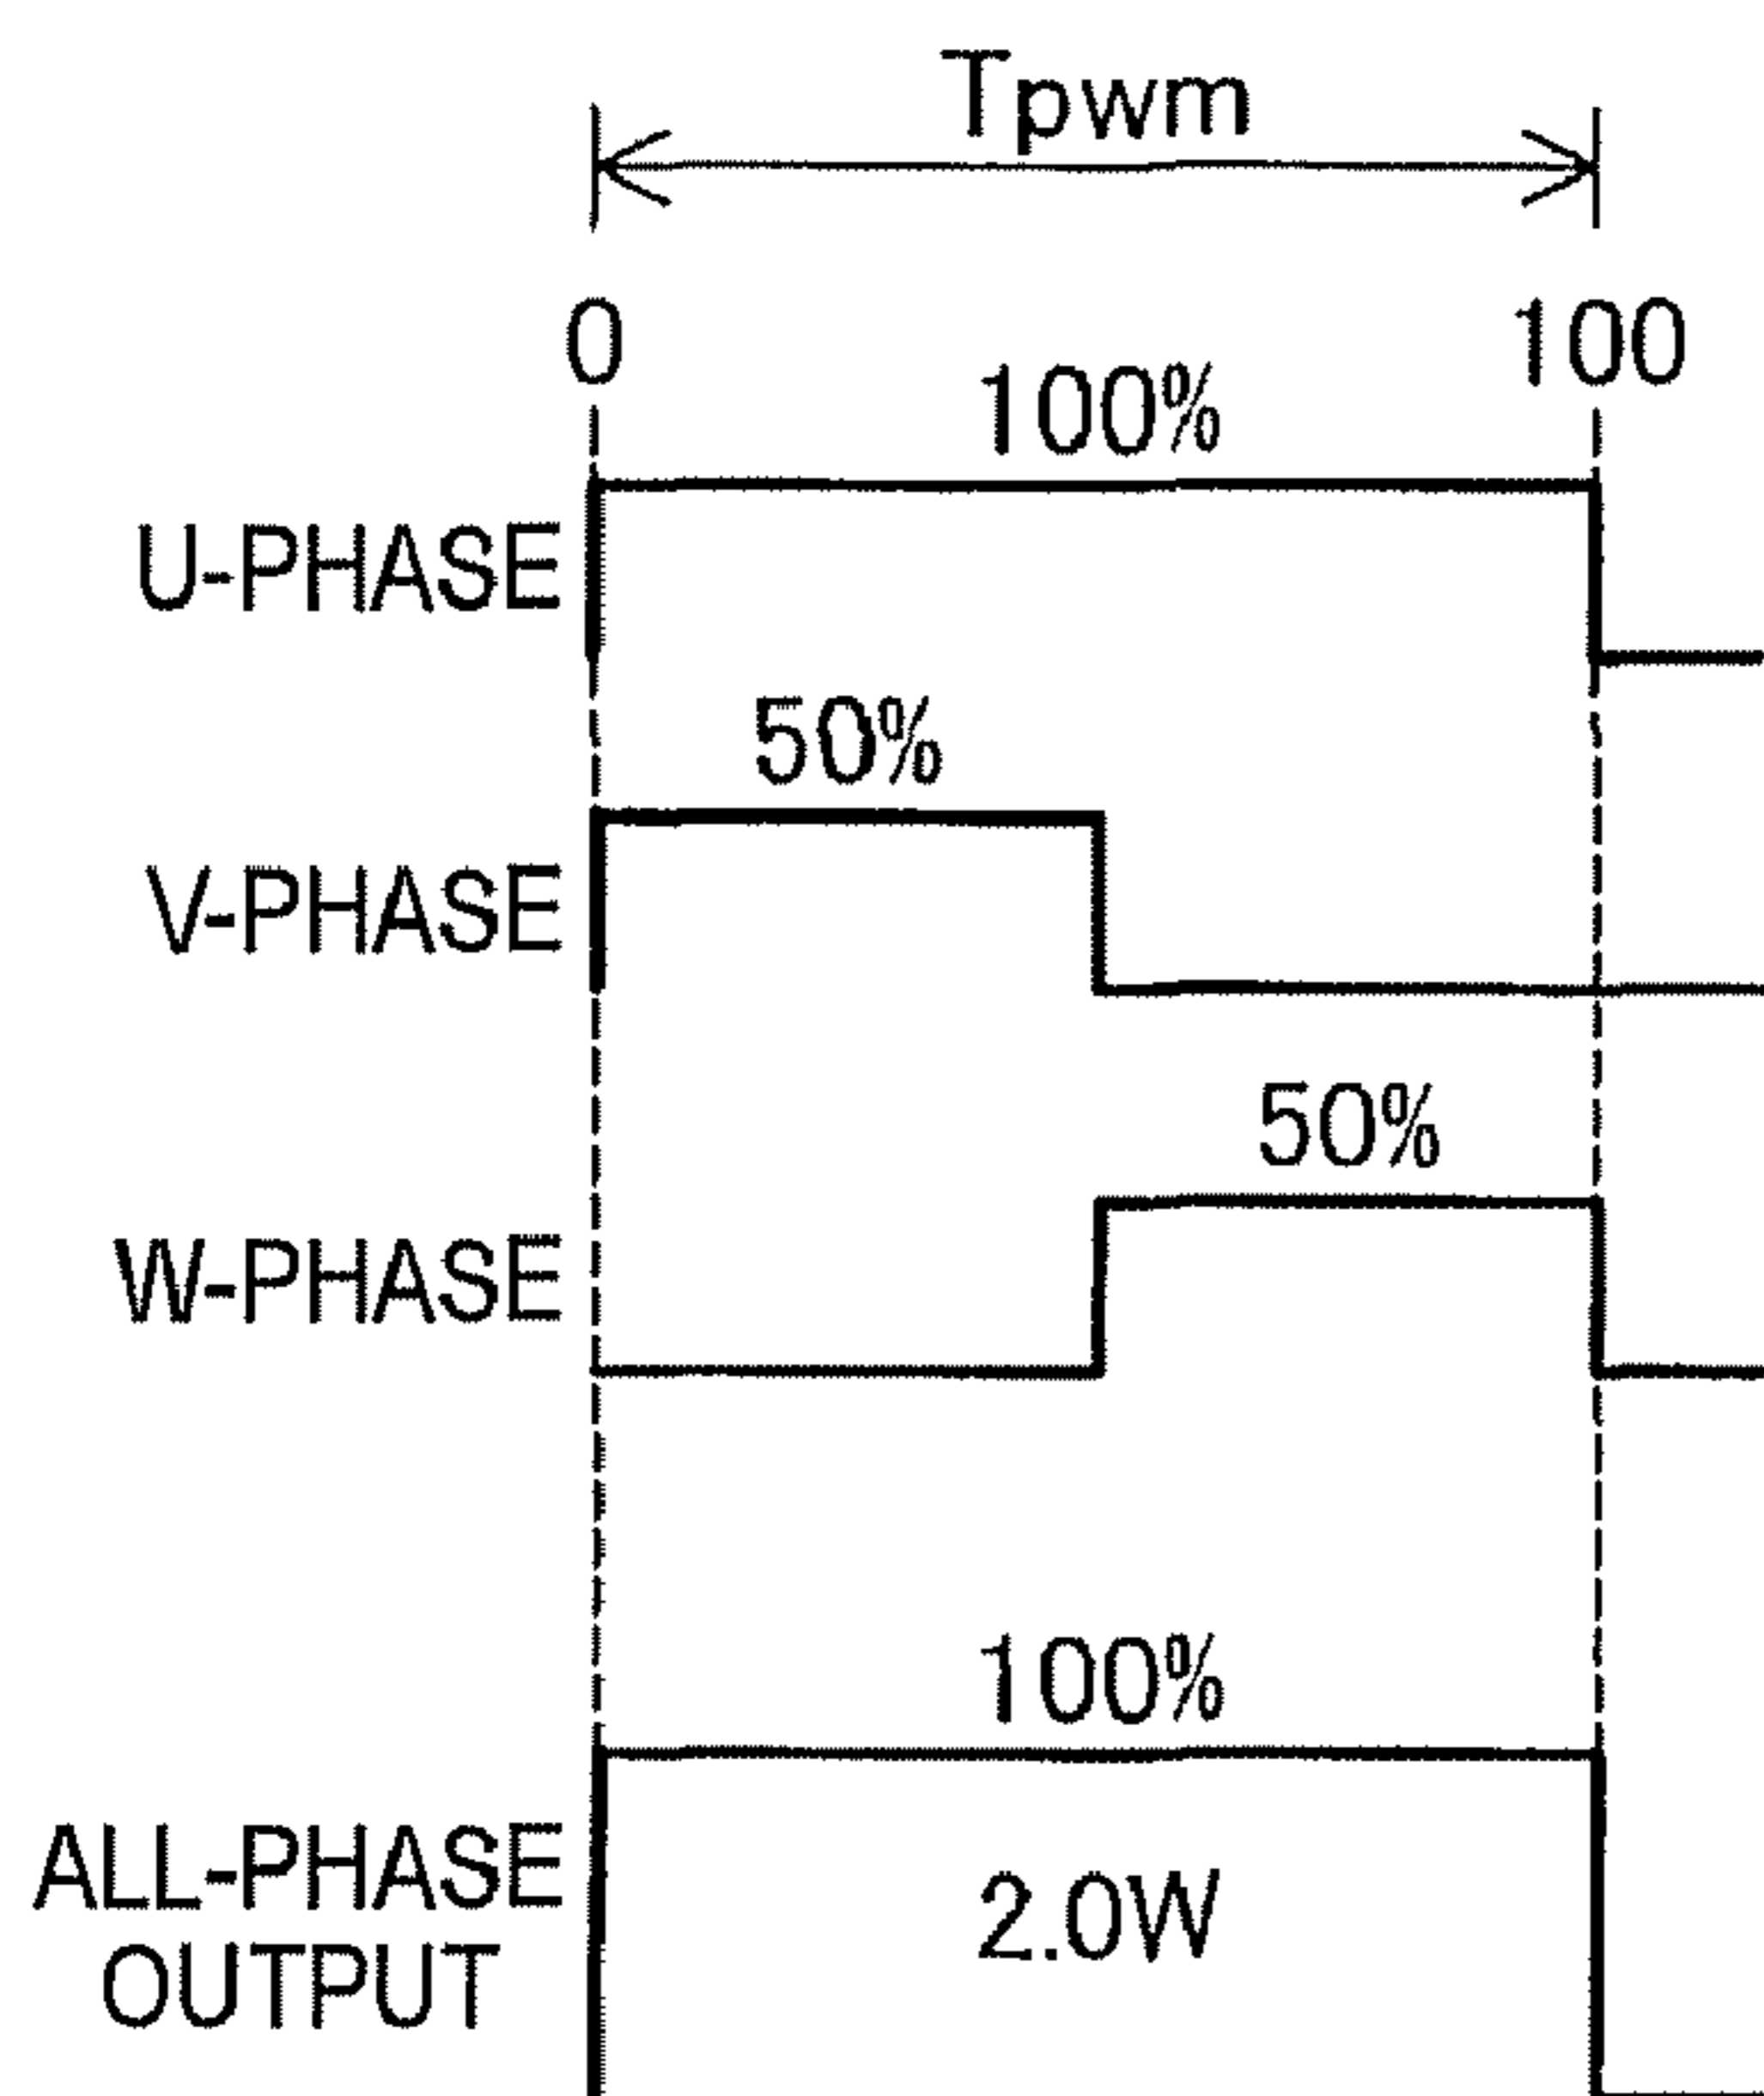 Tpwm
0
100
100%
U-PHASE
50%
V-PHASE
50%
W-PHASE
100%
ALL-PHASE
OUTPUT
2.0W